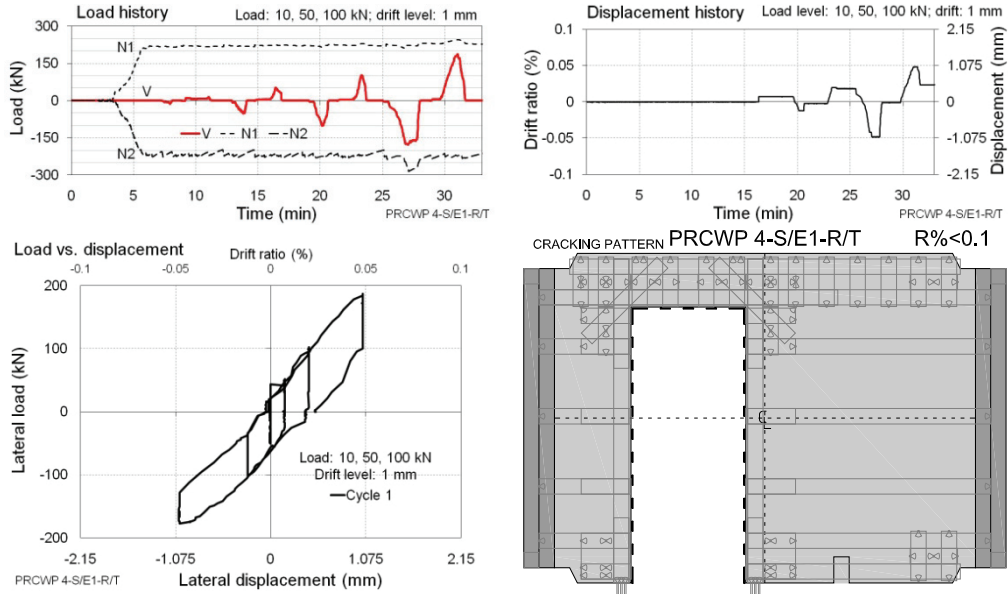 Load history
Load: 10, 50, 100 kN; drift level: 1 mm
300
150
0
-150
-300
Load (kN)
N1
V
N2
V N1 N2
0 5 10 15 20 25 30
Time (min)
PRCWP 4-S/E1-R/T
Displacement history
Load level: 10, 50, 100 kN; drift: 1 mm
0.1
0.05
0
-0.05
-0.1
Drift ratio (%)
2.15
1.075
0
-1.075
-2.15
Displacement (mm)
0 5 10 15 20 25 30
Time (min)
PRCWP 4-S/E1-R/T
Load vs. displacement
Drift ratio (%)
-0.1 -0.05 0 0.05 0.1
200
100
0
-100
-200
Lateral load (kN)
Load: 10, 50, 100 kN
Drift level: 1 mm
Cycle 1
-2.15 -1.075 0 1.075 2.15
PRCWP 4-S/E1-R/T
Lateral displacement (mm)
CRACKING PATTERN PRCWP 4-S/E1-R/T R%<0.1